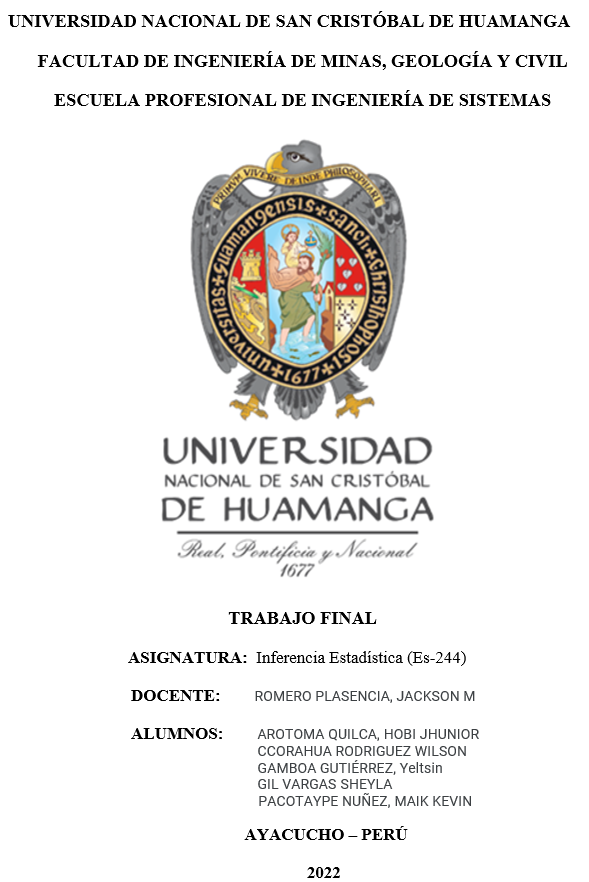 UNIVERSIDAD NACIONAL DE SAN CRISTÓBAL DE HUAMANGA
FACULTAD DE INGENIERÍA DE MINAS, GEOLOGÍA Y CIVIL
ESCUELA PROFESIONAL DE INGENIERÍA DE SISTEMAS
PRIMVM VIVERE DEINDE PHILOSOPHARI
universitas guamangensis sancti christhophori
1677
UNIVERSIDAD
NACIONAL DE SAN CRISTÓBAL
DE HUAMANGA
Real, Pontificia y Nacional
1677
TRABAJO FINAL
ASIGNATURA: Inferencia Estadística (Es-244)
DOCENTE: ROMERO PLASENCIA, JACKSON M
ALUMNOS: AROTOMA QUILCA, HOBI JHUNIOR
CCORAHUA RODRIGUEZ WILSON
GAMBOA GUTIÉRREZ, Yeltsin
GIL VARGAS SHEYLA
PACOTAYPE NUÑEZ, MAIK KEVIN
AYACUCHO – PERÚ
2022